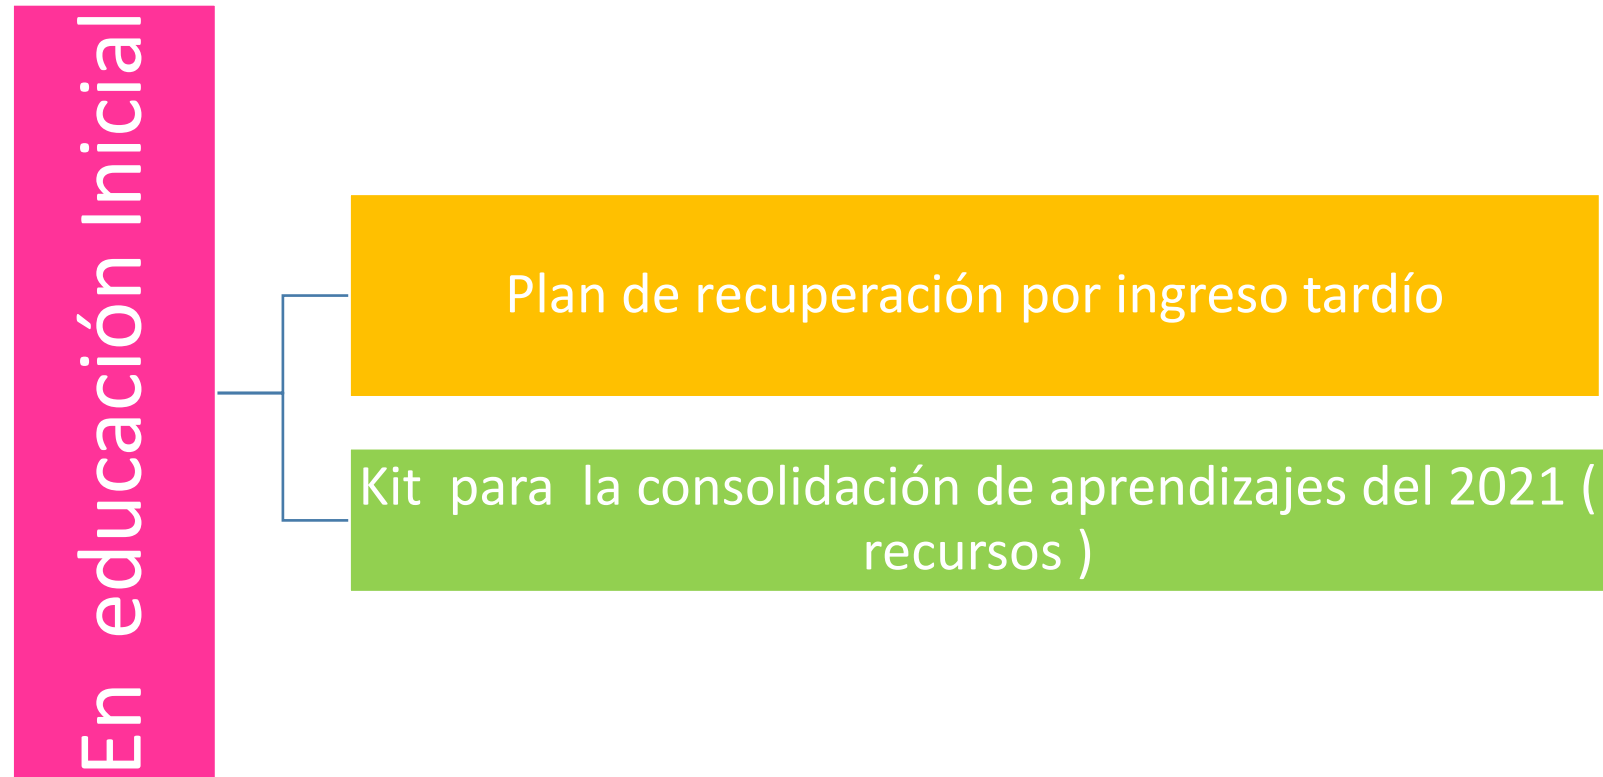 En educación Inicial
Plan de recuperación por ingreso tardío
Kit para la consolidación de aprendizajes del 2021 (
recursos )